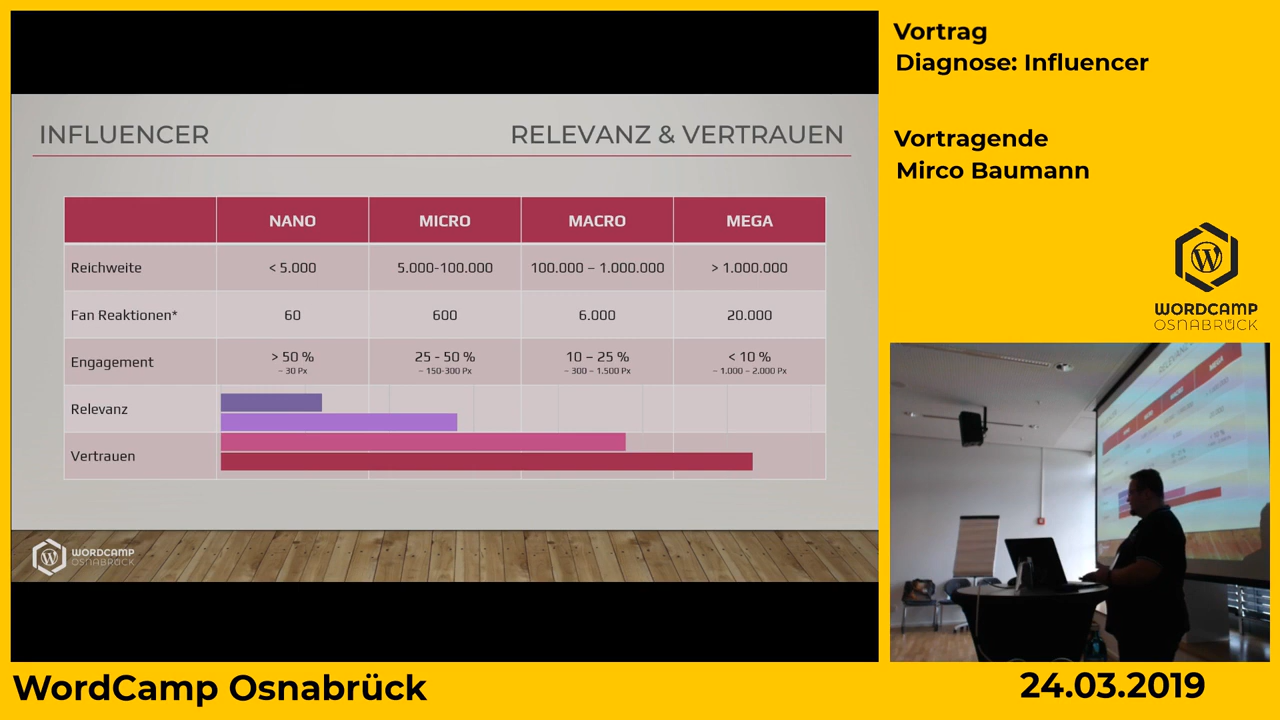 Vortrag
Diagnose: Influencer
Vortragende
Mirco Baumann
WORDCAMP
OSNABRÜCK
INFLUENCER RELEVANZ & VERTRAUEN
NANO MICRO MACRO MEGA
Reichweite < 5.000 5.000-100.000 100.000 – 1.000.000 > 1.000.000
Fan Reaktionen* 60 600 6.000 20.000
Engagement > 50 % 25 - 50 % 10 – 25 % < 10 %
~ 30 Px ~ 150-300 Px ~ 300 – 1.500 Px ~ 1.000 – 2.000 Px
Relevanz
Vertrauen
WORDCAMP
OSNABRÜCK
MEGA
WordCamp Osnabrück
24.03.2019